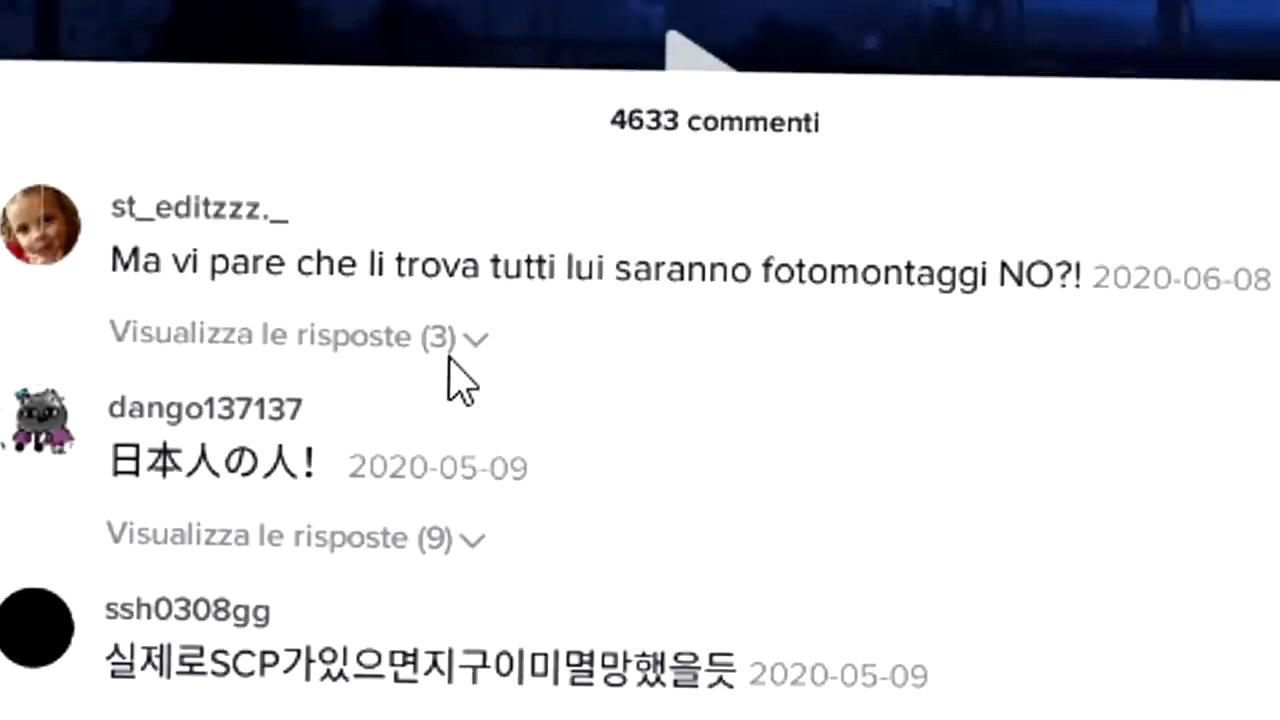 4633 commenti
st_editzzz._
Ma vi pare che li trova tutti lui saranno fotomontaggi NO?! 2020-06-08
Visualizza le risposte (3)
dango137137
日本人の人! 2020-05-09
Visualizza le risposte (9)
ssh0308gg
실제로SCP가있으면지구이미멸망했을듯 2020-05-09